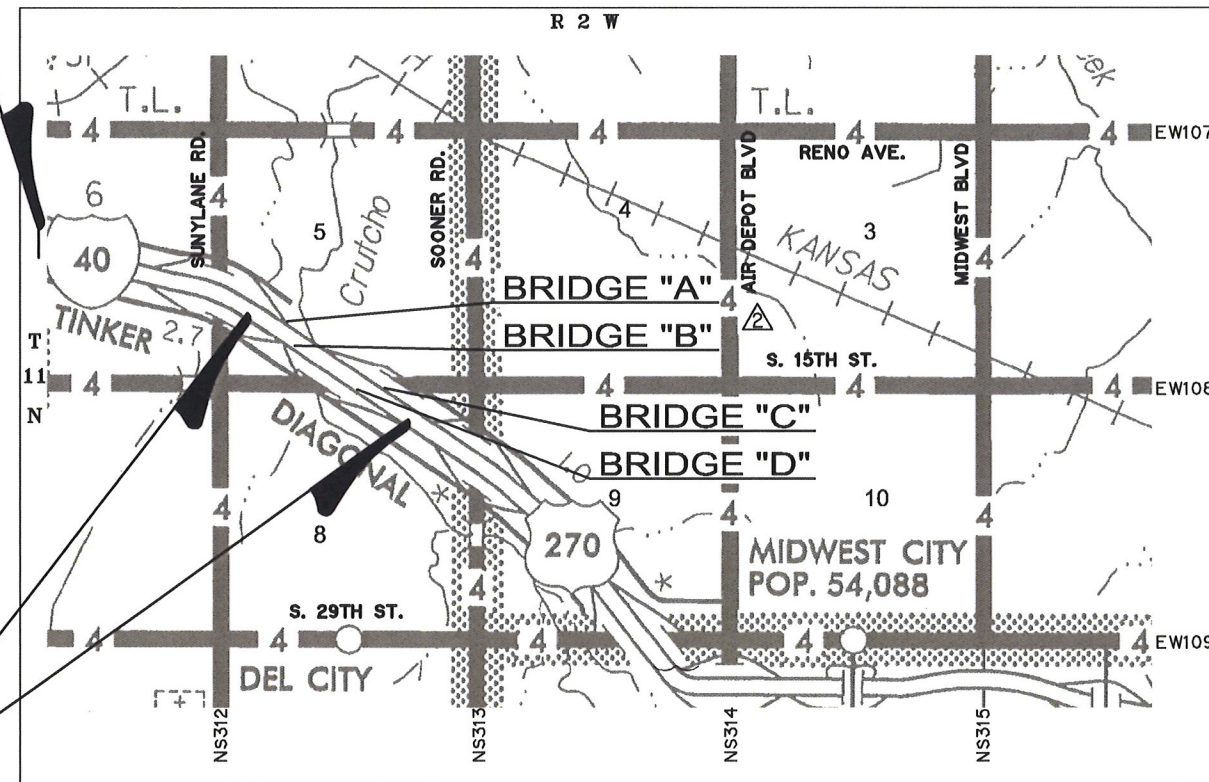 R 2 W
T.L.
T.L.
4
4
4
4
4
EW107
RENO AVE.
SUNYLANE RD.
4
SOONER RD.
4
AIR DEPOT BLVD
4
MIDWEST BLVD
4
6
5
4
3
Crutcho
KANSAS
40
BRIDGE "A"
BRIDGE "B"
2
TINKER 2.7
S. 15TH ST.
T
11
N
4
4
4
4
EW108
BRIDGE "C"
BRIDGE "D"
DIAGONAL
4
8
9
10
4
4
270
MIDWEST CITY
POP. 54,088
4
S. 29TH ST.
4
4
4
4
4
EW109
DEL CITY
NS312
NS313
NS314
NS315